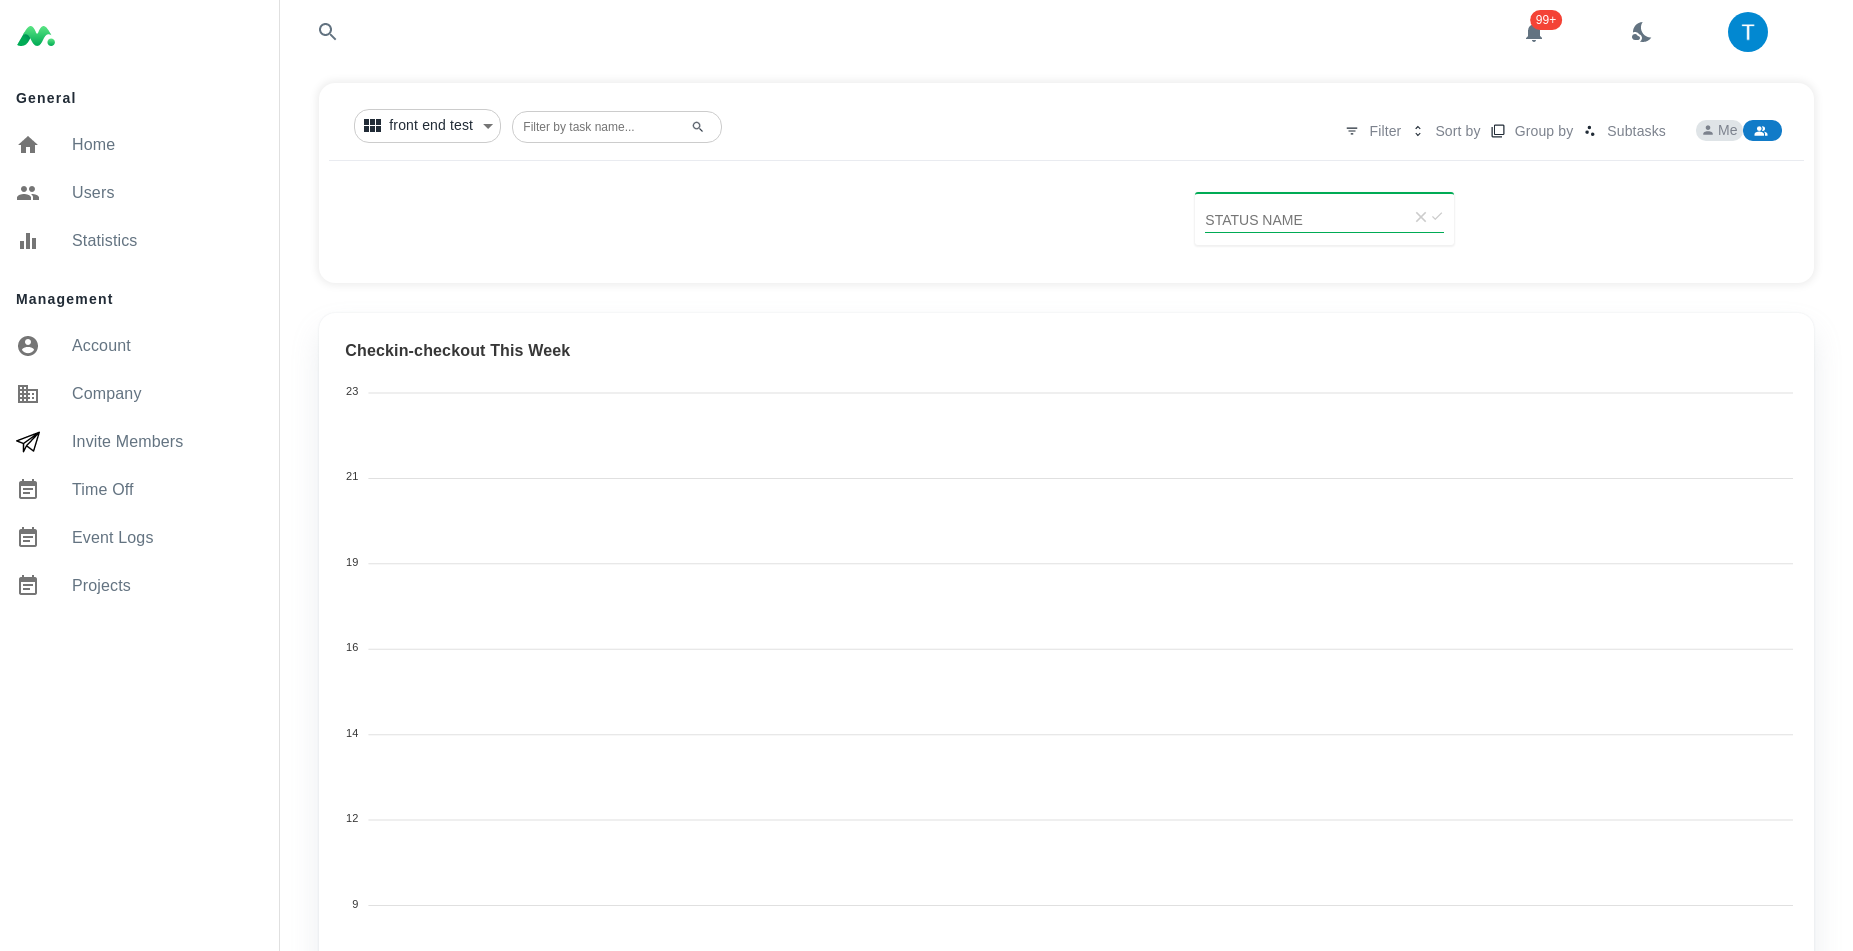 99+
T
General
Home
Users
Statistics
Management
Account
Company
Invite Members
Time Off
Event Logs
Projects
front end test
Filter by task name...
Filter
Sort by
Group by
Subtasks
Me
STATUS NAME
Checkin-checkout This Week
23
21
19
16
14
12
9